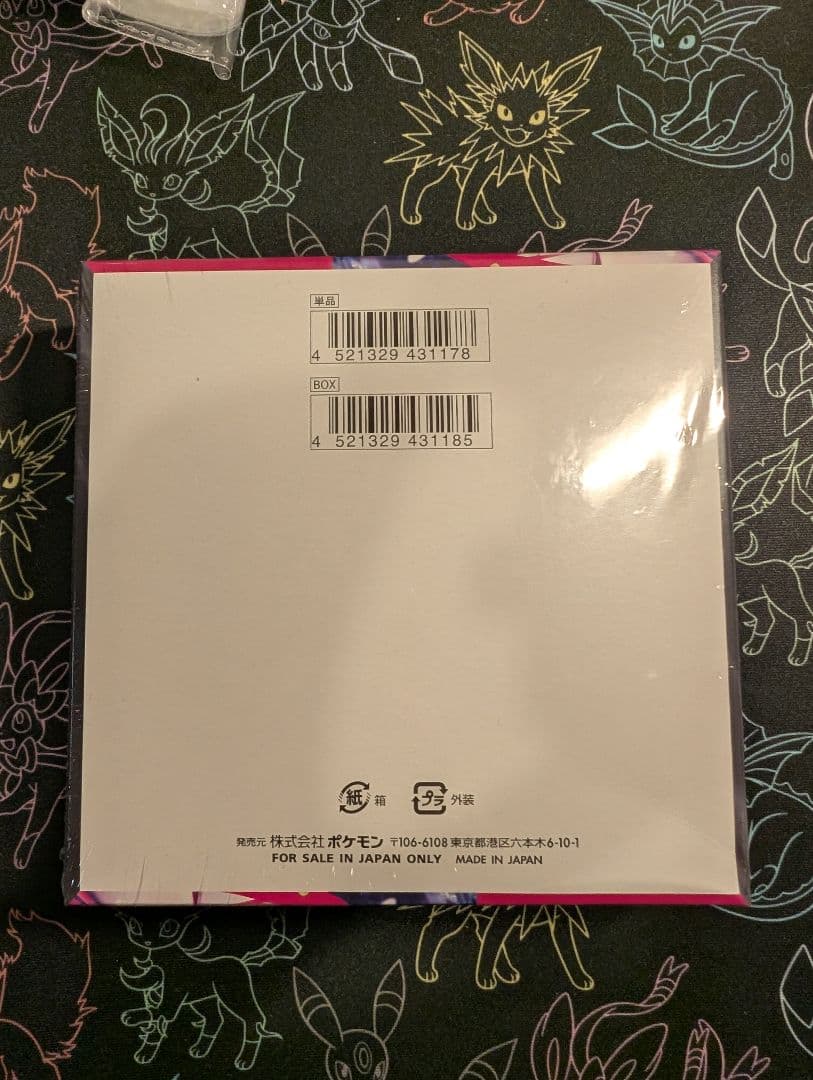 単品
4 521329 431178
BOX
4 521329 431185
紙 箱 プラ 外装
発売元 株式会社 ポケモン 〒106-6108 東京都港区六本木6-10-1
FOR SALE IN JAPAN ONLY MADE IN JAPAN